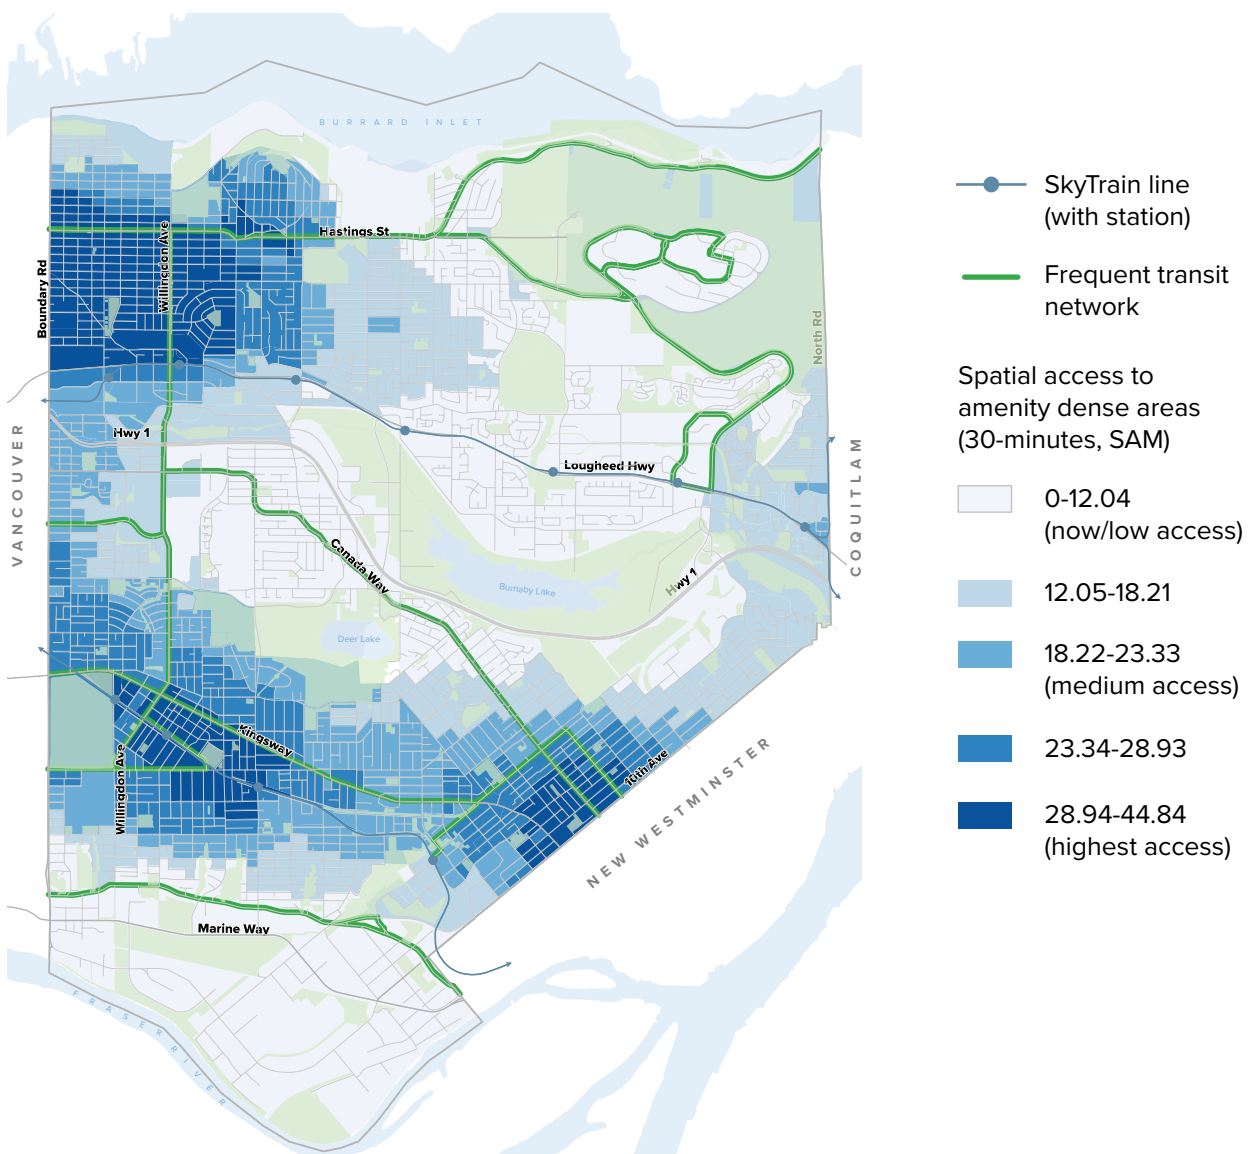 BURRARD INLET
Hastings St
Willingdon Ave
Boundary Rd
North Rd
VANCOUVER
Hwy 1
Lougheed Hwy
COQUITLAM
Canada Way
Burnaby Lake
Hwy 1
Deer Lake
Kingsway
Willingdon Ave
10th Ave
NEW WESTMINSTER
Marine Way
FRASER RIVER
SkyTrain line
(with station)
Frequent transit
network
Spatial access to
amenity dense areas
(30-minutes, SAM)
0-12.04
(now/low access)
12.05-18.21
18.22-23.33
(medium access)
23.34-28.93
28.94-44.84
(highest access)